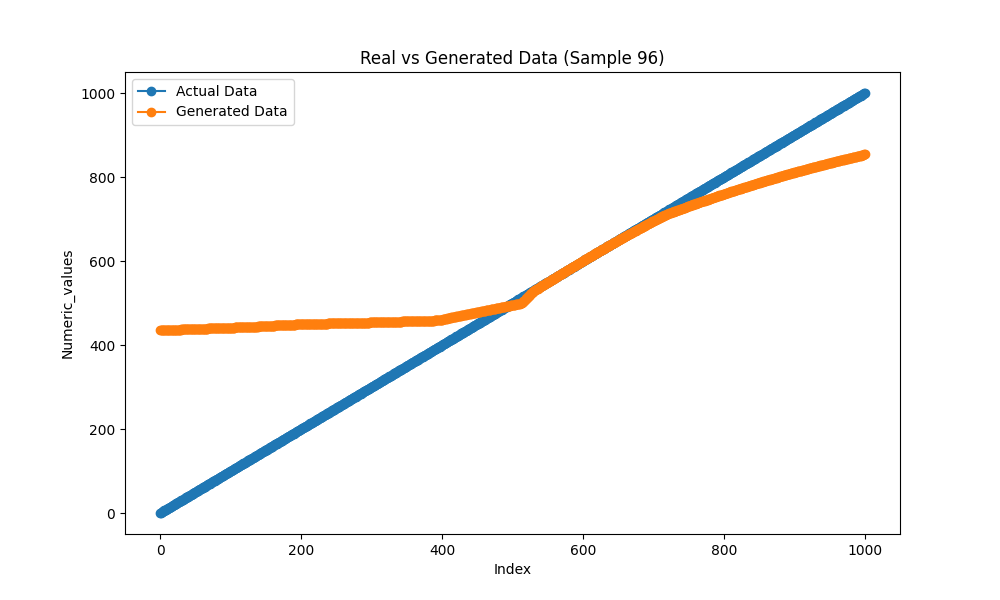 Real vs Generated Data (Sample 96)
Actual Data
Generated Data
Numeric_values
1000
800
600
400
200
0
0 200 400 600 800 1000
Index